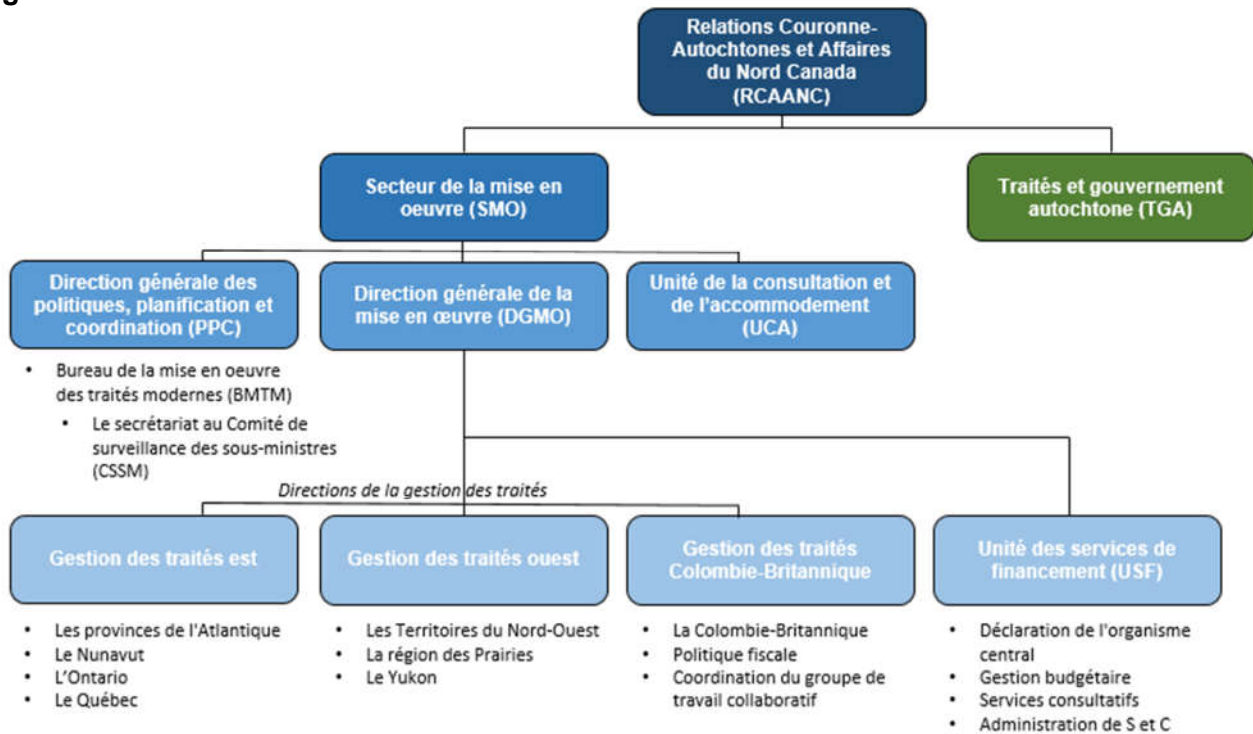 Relations Couronne-
Autochtones et Affaires
du Nord Canada
(RCAANC)
Secteur de la mise en
oeuvre (SMO)
Traités et gouvernement
autochtone (TGA)
Direction générale des
politiques, planification et
coordination (PPC)
Direction générale de la
mise en œuvre (DGMO)
Unité de la consultation et
de l'accommodement
(UCA)
• Bureau de la mise en oeuvre
des traités modernes (BMTM)
• Le secrétariat au Comité de
surveillance des sous-ministres
(CSSM)
Directions de la gestion des traités
Gestion des traités est
Gestion des traités ouest
Gestion des traités
Colombie-Britannique
Unité des services de
financement (USF)
• Les provinces de l'Atlantique
• Le Nunavut
• L'Ontario
• Le Québec
• Les Territoires du Nord-Ouest
• La région des Prairies
• Le Yukon
• La Colombie-Britannique
• Politique fiscale
• Coordination du groupe de
travail collaboratif
• Déclaration de l'organisme
central
• Gestion budgétaire
• Services consultatifs
• Administration de S et C